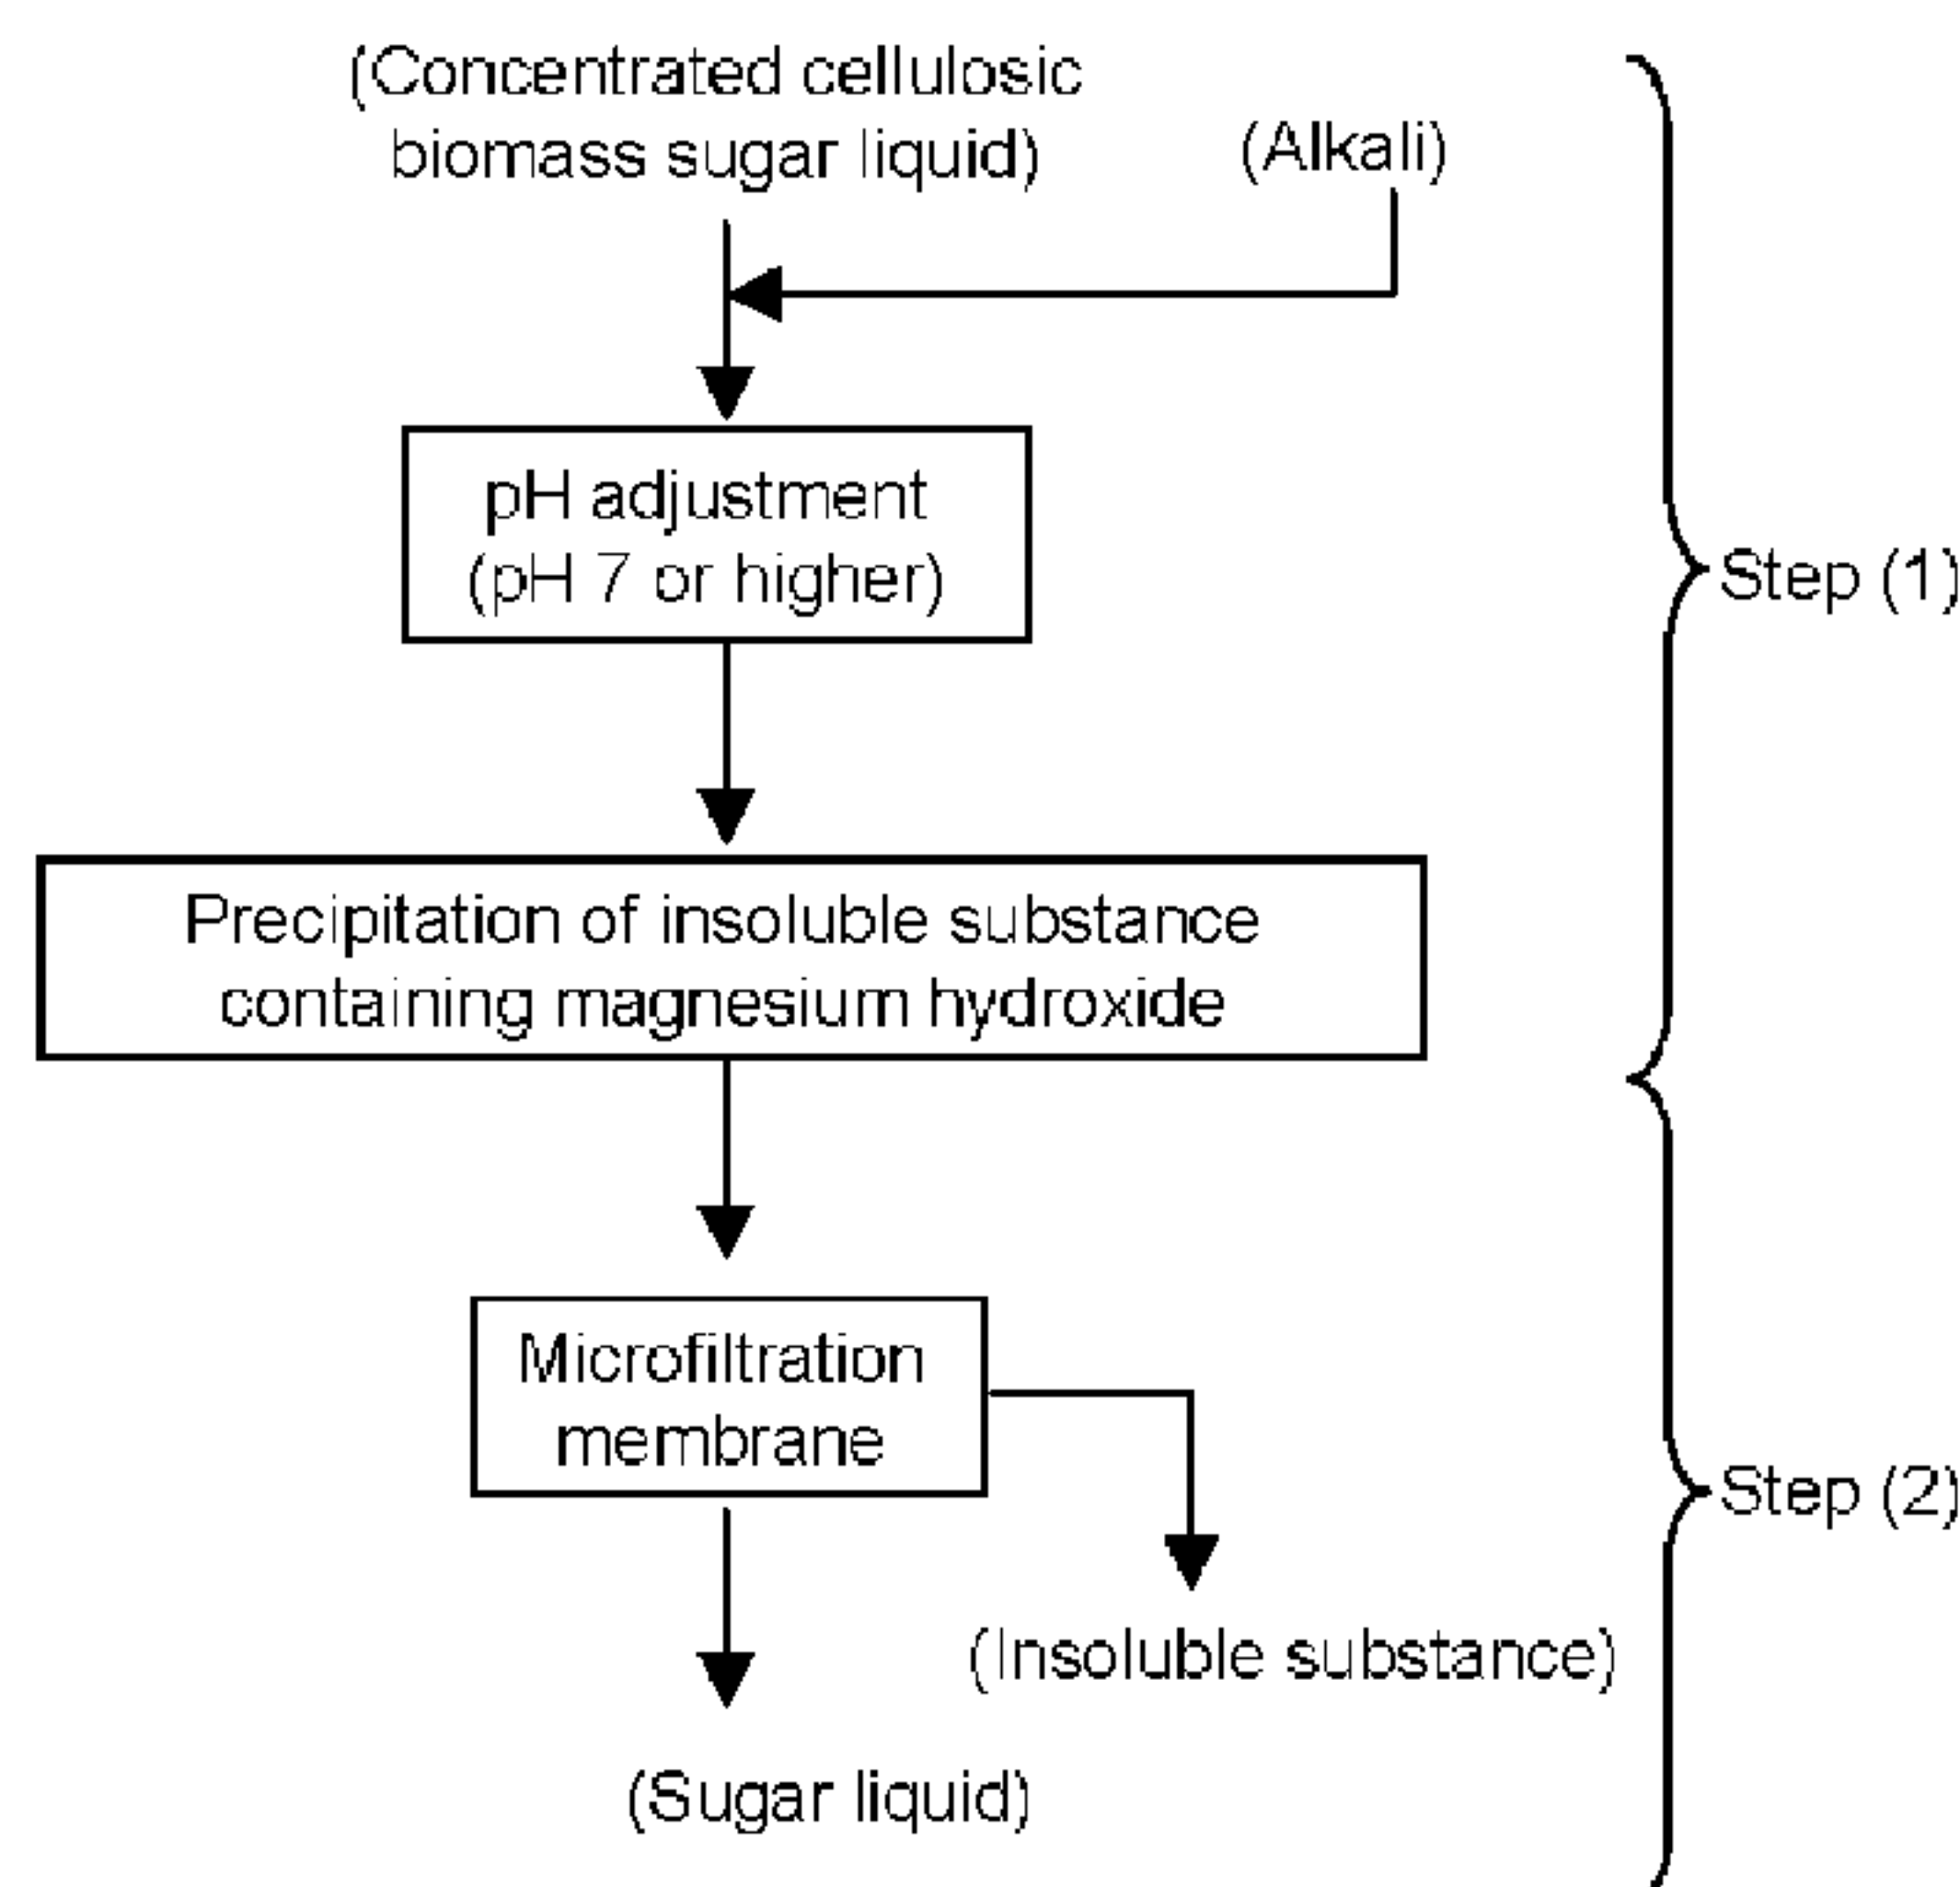 (Concentrated cellulosic
biomass sugar liquid)
(Alkali)
pH adjustment
(pH 7 or higher)
Step (1)
Precipitation of insoluble substance
containing magnesium hydroxide
Microfiltration
membrane
Step (2)
(Insoluble substance)
(Sugar liquid)